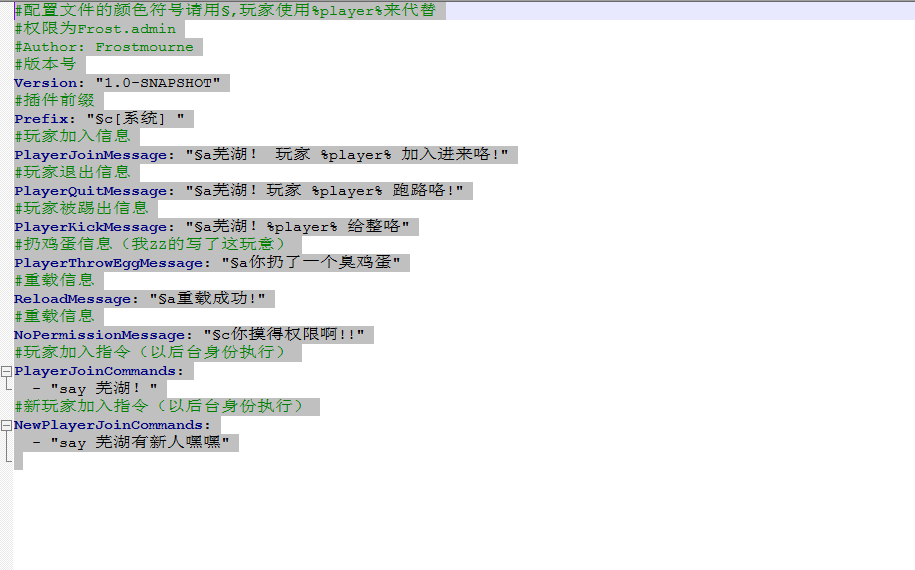 #配置文件的颜色符号请用§,玩家使用%player%来代替
#权限为Frost.admin
#Author: Frostmourne
#版本号
Version: "1.0-SNAPSHOT"
#插件前缀
Prefix: "§c[系统] "
#玩家加入信息
PlayerJoinMessage: "§a芜湖！ 玩家 %player% 加入进来咯!"
#玩家退出信息
PlayerQuitMessage: "§a芜湖！玩家 %player% 跑路咯!"
#玩家被踢出信息
PlayerKickMessage: "§a芜湖！%player% 给整咯"
#扔鸡蛋信息（我ZZ的写了这玩意）
PlayerThrowEggMessage: "§a你扔了一个臭鸡蛋"
#重载信息
ReloadMessage: "§a重载成功!"
#重载信息
NoPermissionMessage: "§c你摸得权限啊!!"
#玩家加入指令（以后台身份执行）
PlayerJoinCommands:
  - "say 芜湖！"
#新玩家加入指令（以后台身份执行）
NewPlayerJoinCommands:
  - "say 芜湖有新人嘿嘿"